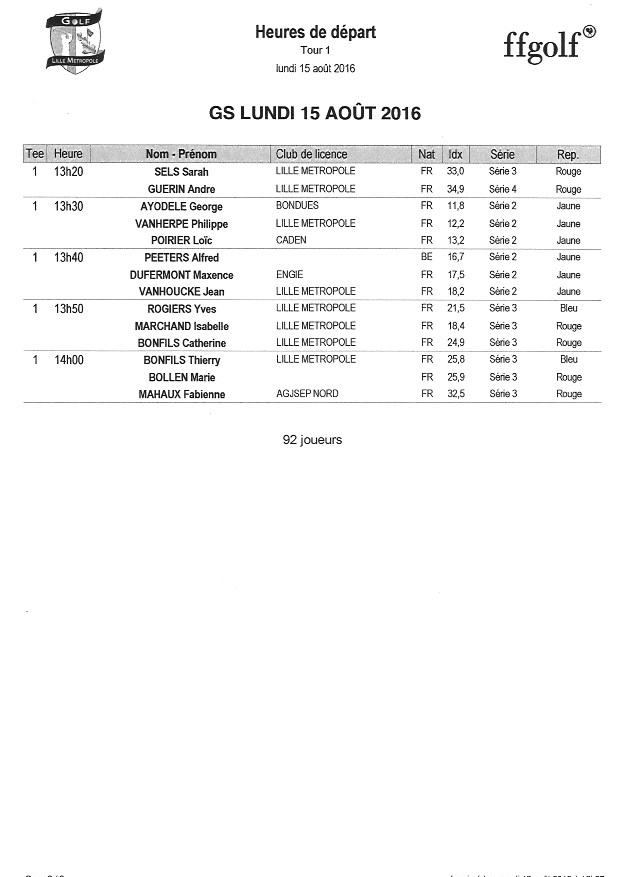 GOLF
LILLE METROPOLE
Heures de départ
Tour 1
lundi 15 août 2016
ffgolf
GS LUNDI 15 AOÛT 2016
Tee Heure Nom - Prénom Club de licence Nat Idx Série Rep.
1 13h20 SELS Sarah LILLE METROPOLE FR 33,0 Série 3 Rouge
GUERIN Andre LILLE METROPOLE FR 34,9 Série 4 Rouge
1 13h30 AYODELE George BONDUES FR 11,8 Série 2 Jaune
VANHERPE Philippe LILLE METROPOLE FR 12,2 Série 2 Jaune
POIRIER Loïc CADEN FR 13,2 Série 2 Jaune
1 13h40 PEETERS Alfred BE 16,7 Série 2 Jaune
DUFERMONT Maxence ENGIE FR 17,5 Série 2 Jaune
VANHOUCKE Jean LILLE METROPOLE FR 18,2 Série 2 Jaune
1 13h50 ROGIERS Yves LILLE METROPOLE FR 21,5 Série 3 Bleu
MARCHAND Isabelle LILLE METROPOLE FR 18,4 Série 3 Rouge
BONFILS Catherine LILLE METROPOLE FR 24,9 Série 3 Rouge
1 14h00 BONFILS Thierry LILLE METROPOLE FR 25,8 Série 3 Bleu
BOLLEN Marie FR 25,9 Série 3 Rouge
MAHAUX Fabienne AGJSEP NORD FR 32,5 Série 3 Rouge
92 joueurs